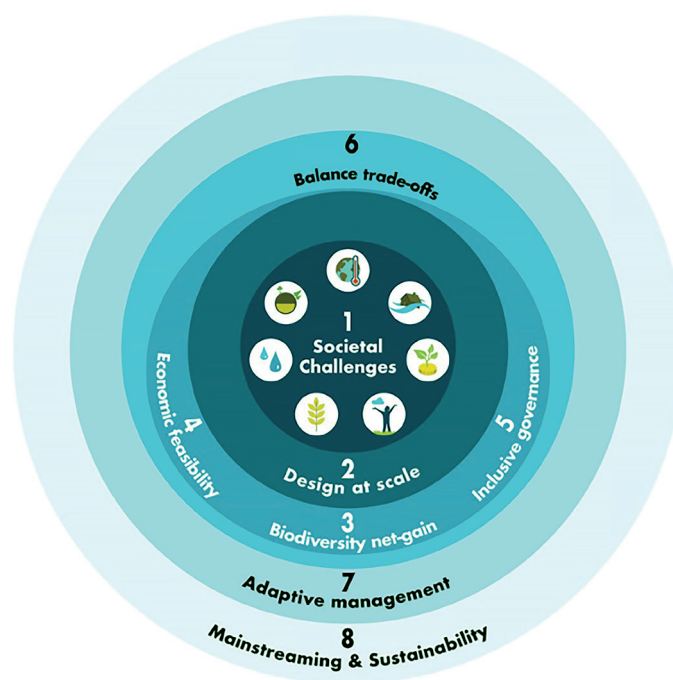 6
Balance trade-offs
1
Societal
Challenges
4
Economic feasibility
5
Inclusive governance
2
Design at scale
3
Biodiversity net-gain
7
Adaptive management
8
Mainstreaming & Sustainability